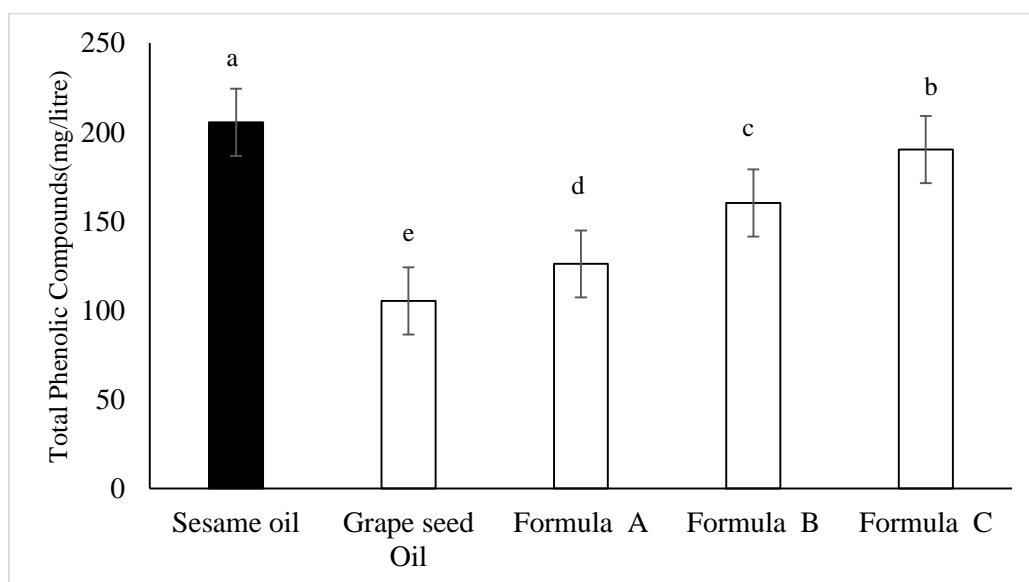 Total Phenolic Compounds(mg/litre)
250
200
150
100
50
0
a
e
d
c
b
Sesame oil
Grape seed
Oil
Formula A
Formula B
Formula C